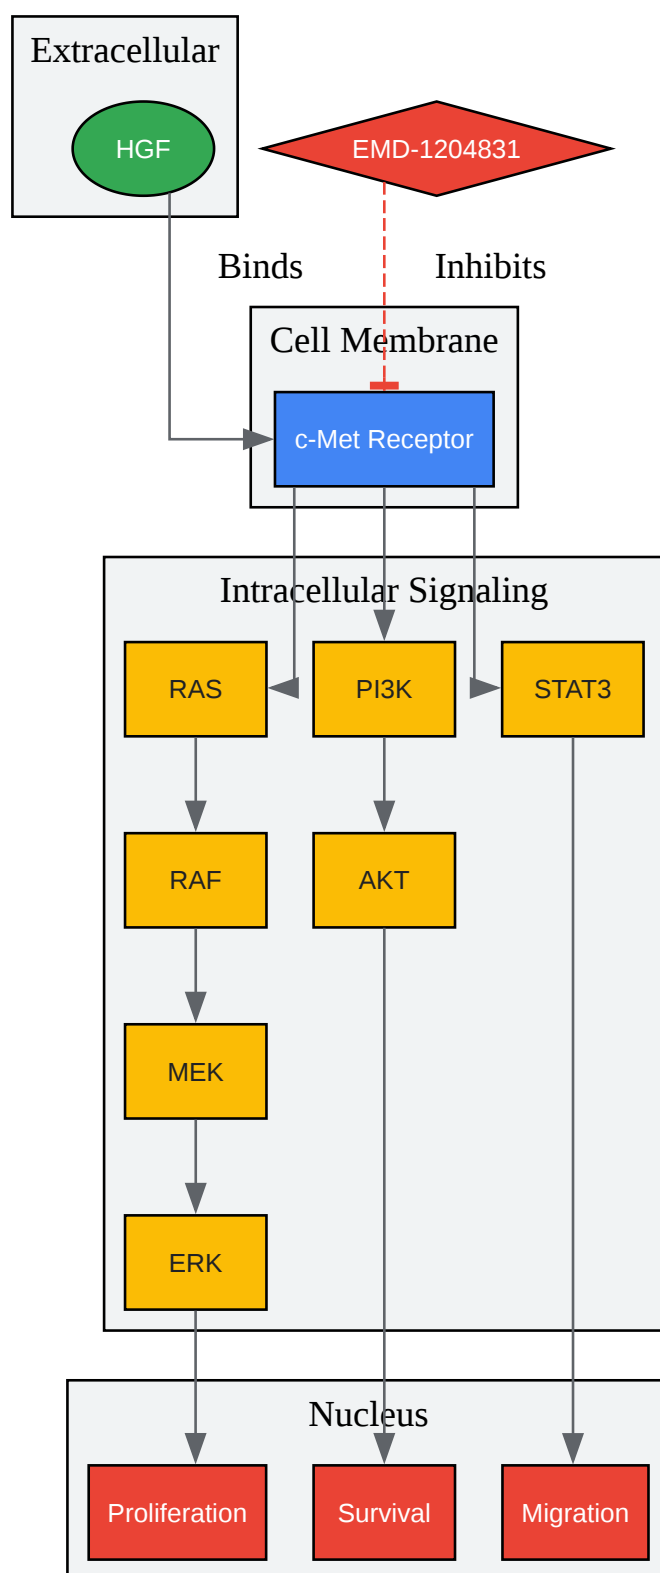 Extracellular
HGF
EMD-1204831
Binds
Inhibits
Cell Membrane
c-Met Receptor
Intracellular Signaling
RAS
PI3K
STAT3
RAF
AKT
MEK
ERK
Nucleus
Proliferation
Survival
Migration